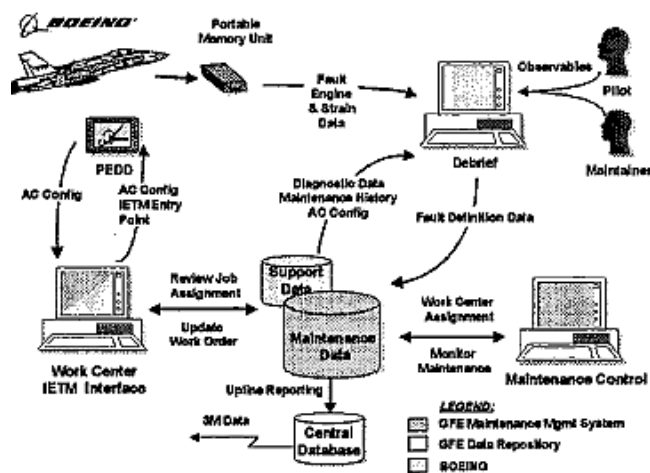 BOEING
Portable
Memory Unit
Fault
Engine
& Strain
Data
Observables
Pilot
Maintainer
Debrief
PEDD
AC Config
AC Config
IETM Entry
Point
Diagnostic Data
Maintenance History
AC Config
Fault Definition Data
Support
Data
Maintenance
Data
Review Job
Assignment
Update
Work Order
Work Center
IETM Interface
Work Center
Assignment
Monitor
Maintenance
Maintenance Control
Upline Reporting
3M Data
Central
Database
LEGEND:
GFE Maintenance Mgmt System
GFE Data Repository
BOEING